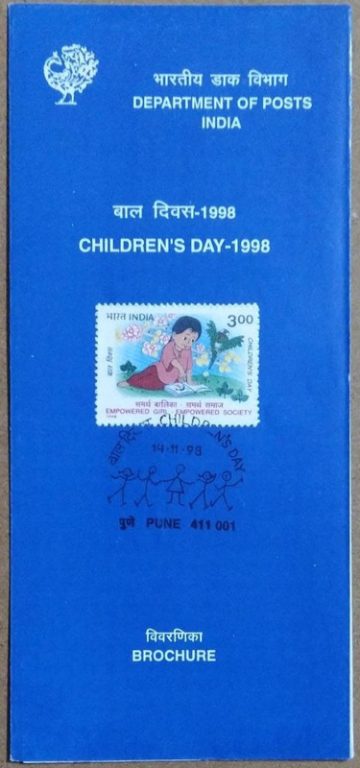 भारतीय डाक विभाग
DEPARTMENT OF POSTS
INDIA
बाल दिवस-1998
CHILDREN'S DAY-1998
भारत INDIA
3.00
बाल दिवस
CHILDREN'S DAY
समर्थ बालिका - समर्थ समाज
EMPOWERED GIRL - EMPOWERED SOCIETY
1998
बाल दिवस CHILDREN'S DAY
14-11-98
पुणे PUNE 411 001
विवरणिका
BROCHURE